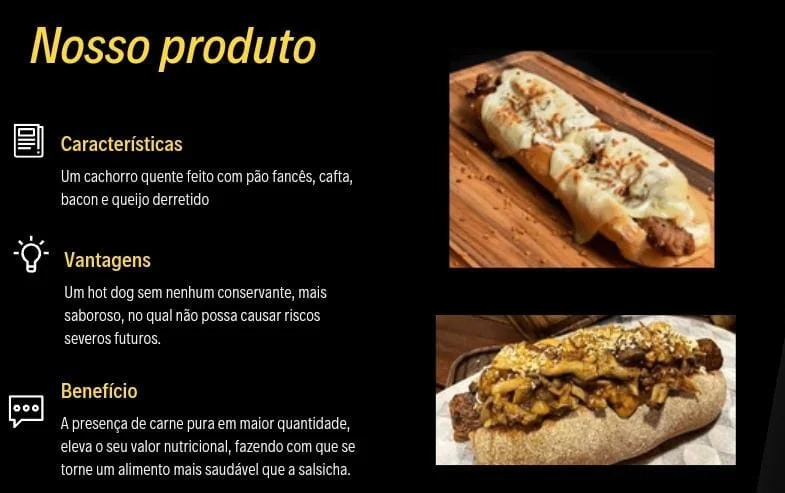 Nosso produto
Características
Um cachorro quente feito com pão fancês, cafta,
bacon e queijo derretido
Vantagens
Um hot dog sem nenhum conservante, mais
saboroso, no qual não possa causar riscos
severos futuros.
Benefício
A presença de carne pura em maior quantidade,
eleva o seu valor nutricional, fazendo com que se
torne um alimento mais saudável que a salsicha.